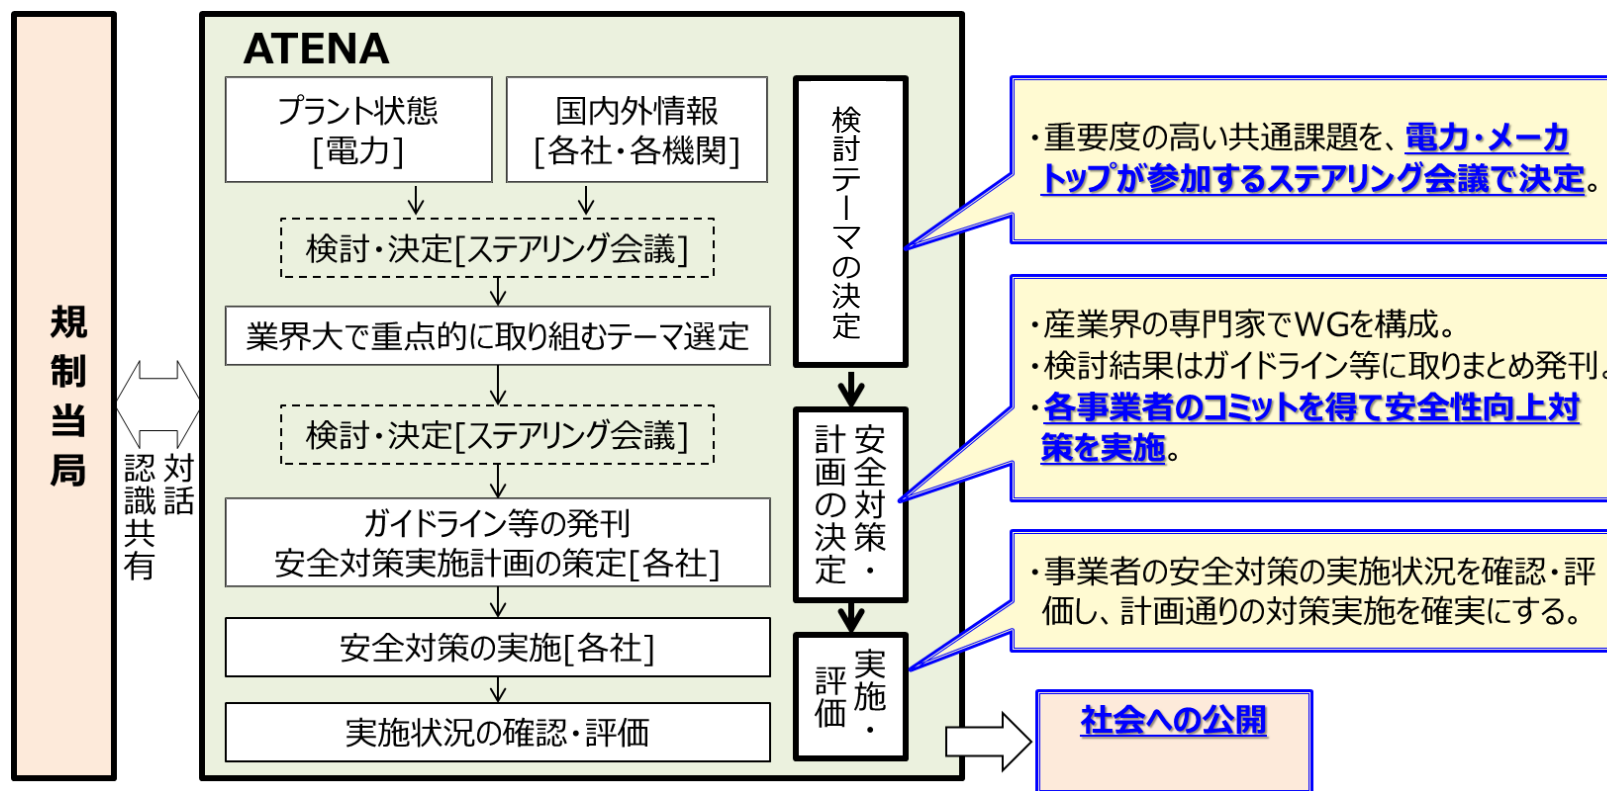 規制当局
対話
認識共有
ATENA
プラント状態
[電力]
国内外情報
[各社・各機関]
検討・決定[ステアリング会議]
業界大で重点的に取り組むテーマ選定
検討・決定[ステアリング会議]
ガイドライン等の発刊
安全対策実施計画の策定[各社]
安全対策の実施[各社]
実施状況の確認・評価
検討テーマの決定
安全対策・
計画の決定
実施・
評価
・重要度の高い共通課題を、電力・メーカ
トップが参加するステアリング会議で決定。
・産業界の専門家でWGを構成。
・検討結果はガイドライン等に取りまとめ発刊。
・各事業者のコミットを得て安全性向上対
策を実施。
・事業者の安全対策の実施状況を確認・評
価し、計画通りの対策実施を確実にする。
社会への公開